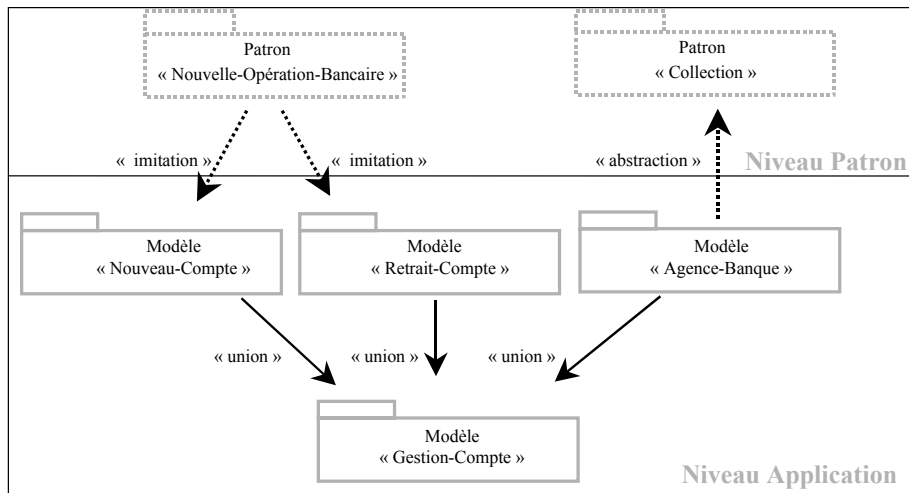 Patron
« Nouvelle-Opération-Bancaire »
Patron
« Collection »
« imitation »
« imitation »
« abstraction »
Niveau Patron
Modèle
« Nouveau-Compte »
Modèle
« Retrait-Compte »
Modèle
« Agence-Banque »
« union »
« union »
« union »
Modèle
« Gestion-Compte »
Niveau Application